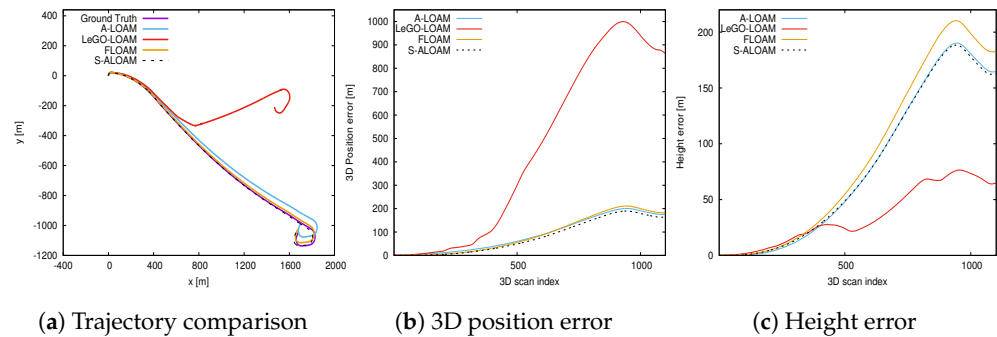 Ground Truth
A-LOAM
LeGO-LOAM
FLOAM
S-ALOAM
400
200
0
-200
-400
-600
-800
-1000
-1200
y [m]
-400
0
400
800
1200
1600
2000
x [m]
(a) Trajectory comparison
A-LOAM
LeGO-LOAM
FLOAM
S-ALOAM
1000
900
800
700
600
500
400
300
200
100
0
3D Position error [m]
500
1000
3D scan index
(b) 3D position error
A-LOAM
LeGO-LOAM
FLOAM
S-ALOAM
200
150
100
50
0
Height error [m]
500
1000
3D scan index
(c) Height error